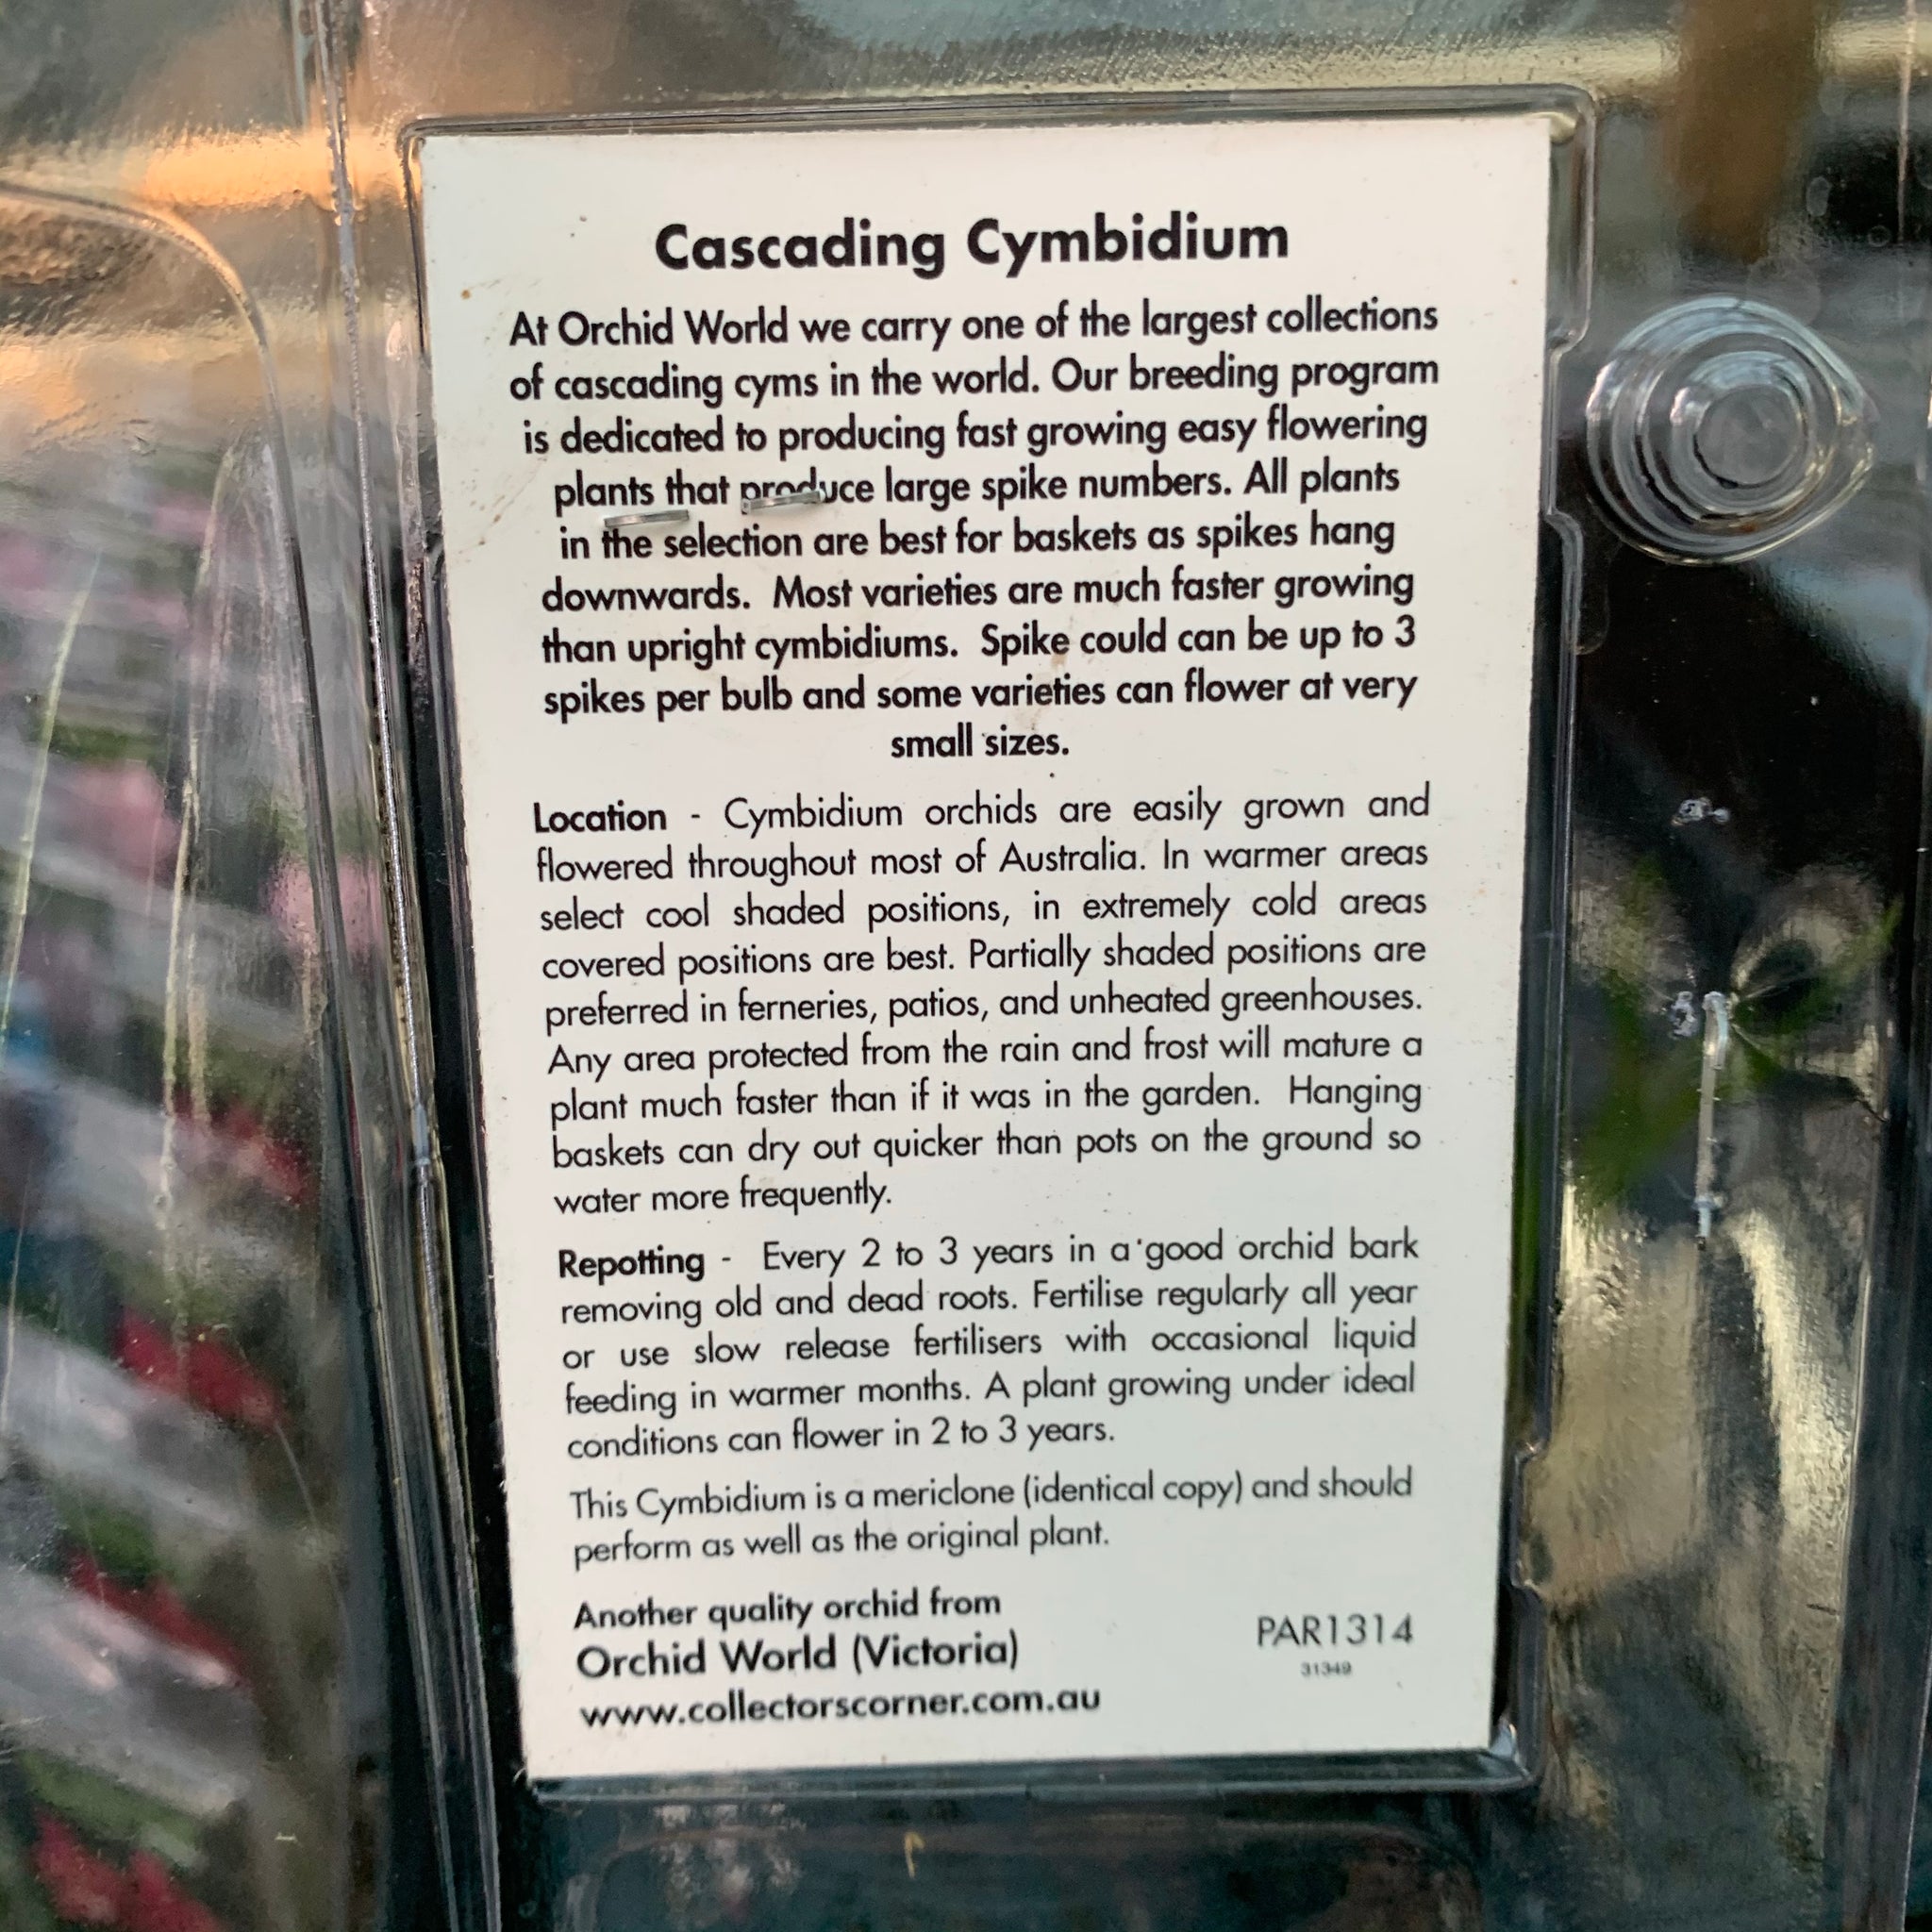 Cascading Cymbidium
At Orchid World we carry one of the largest collections
of cascading cyms in the world. Our breeding program
is dedicated to producing fast growing easy flowering
plants that produce large spike numbers. All plants
in the selection are best for baskets as spikes hang
downwards. Most varieties are much faster growing
than upright cymbidiums. Spike could can be up to 3
spikes per bulb and some varieties can flower at very
small sizes.
Location - Cymbidium orchids are easily grown and
flowered throughout most of Australia. In warmer areas
select cool shaded positions, in extremely cold areas
covered positions are best. Partially shaded positions are
preferred in ferneries, patios, and unheated greenhouses.
Any area protected from the rain and frost will mature a
plant much faster than if it was in the garden. Hanging
baskets can dry out quicker than pots on the ground so
water more frequently.
Repotting - Every 2 to 3 years in a good orchid bark
removing old and dead roots. Fertilise regularly all year
or use slow release fertilisers with occasional liquid
feeding in warmer months. A plant growing under ideal
conditions can flower in 2 to 3 years.
This Cymbidium is a mericlone (identical copy) and should
perform as well as the original plant.
Another quality orchid from
Orchid World (Victoria)
www.collectorscorner.com.au
PAR1314
31349